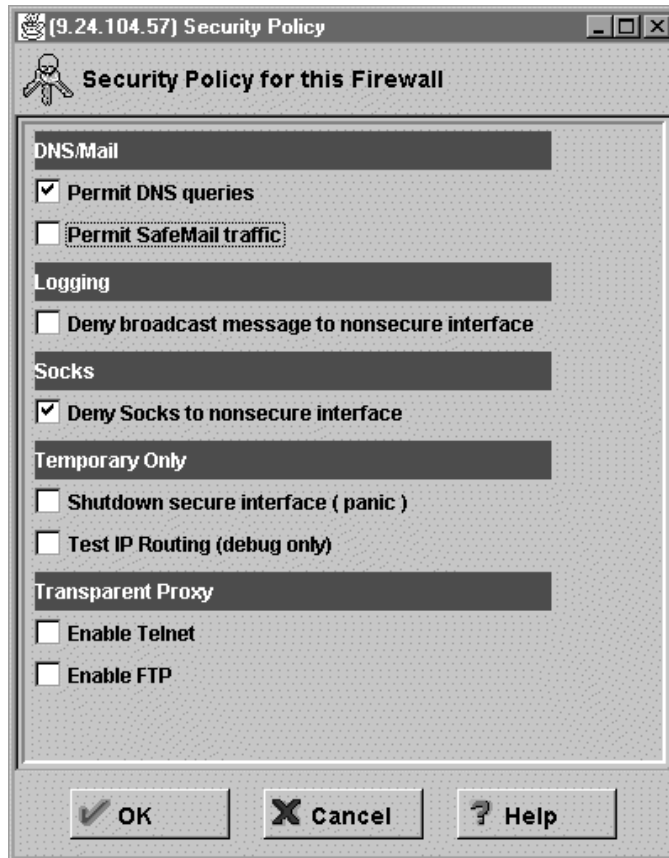 (9.24.104.57) Security Policy
Security Policy for this Firewall
DNS/Mail
Permit DNS queries
Permit SafeMail traffic
Logging
Deny broadcast message to nonsecure interface
Socks
Deny Socks to nonsecure interface
Temporary Only
Shutdown secure interface ( panic )
Test IP Routing (debug only)
Transparent Proxy
Enable Telnet
Enable FTP
OK
Cancel
? Help